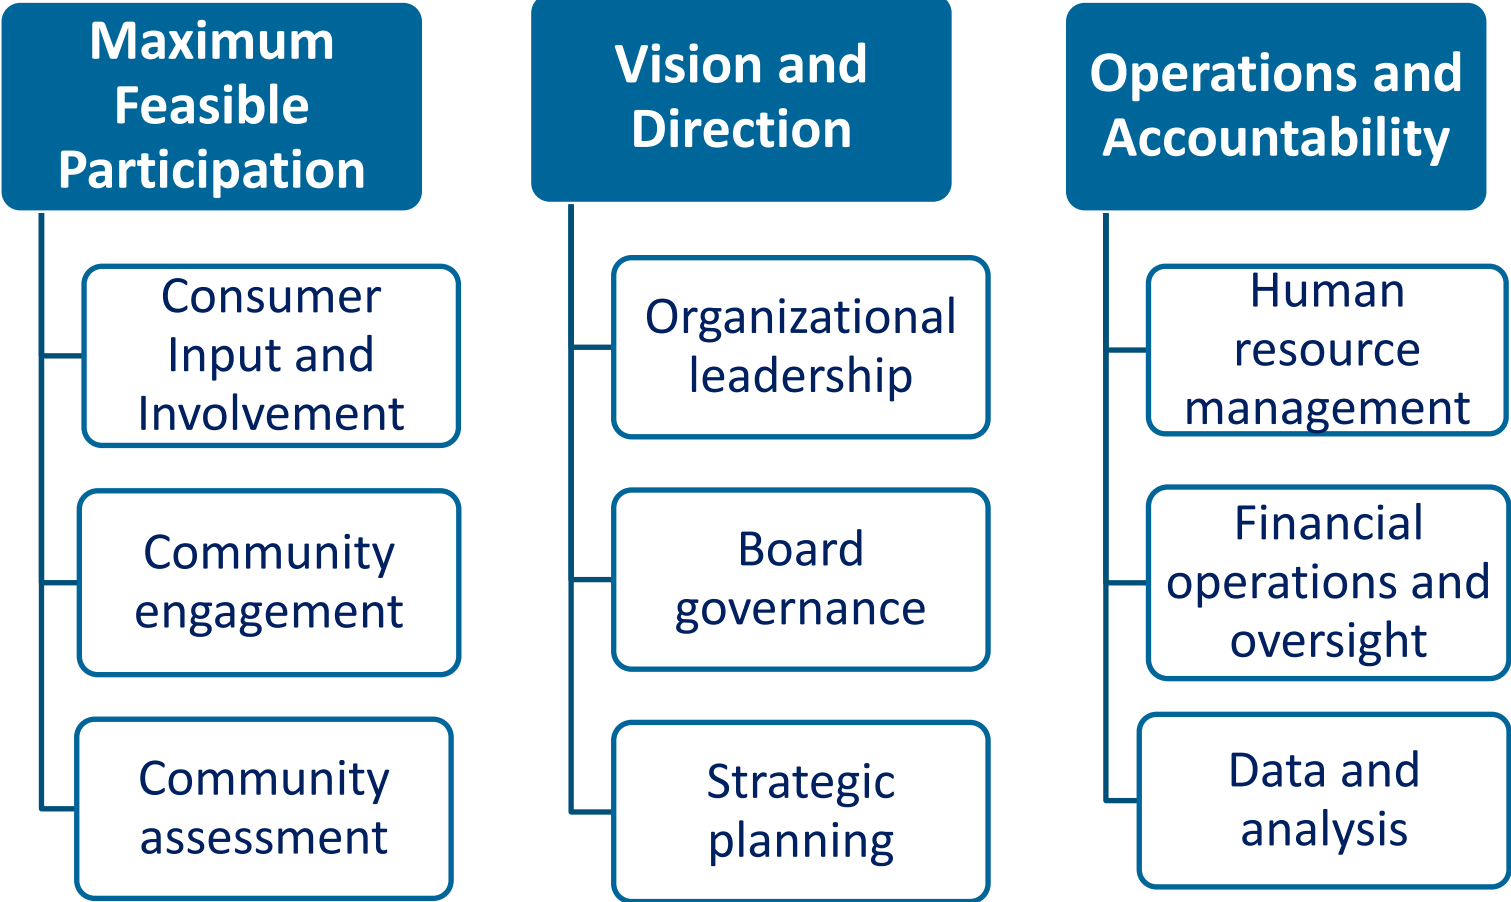 Maximum
Feasible
Participation
Consumer
Input and
Involvement
Community
engagement
Community
assessment
Vision and
Direction
Organizational
leadership
Board
governance
Strategic
planning
Operations and
Accountability
Human
resource
management
Financial
operations and
oversight
Data and
analysis